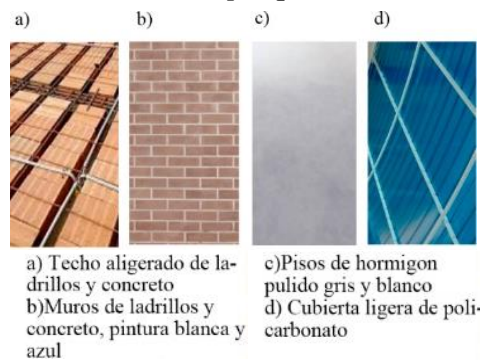 a)
b)
c)
d)
a) Techo aligerado de la-
drillos y concreto
b)Muros de ladrillos y
concreto, pintura blanca y
azul
c)Pisos de hormigon
pulido gris y blanco
d) Cubierta ligera de poli-
carbonato